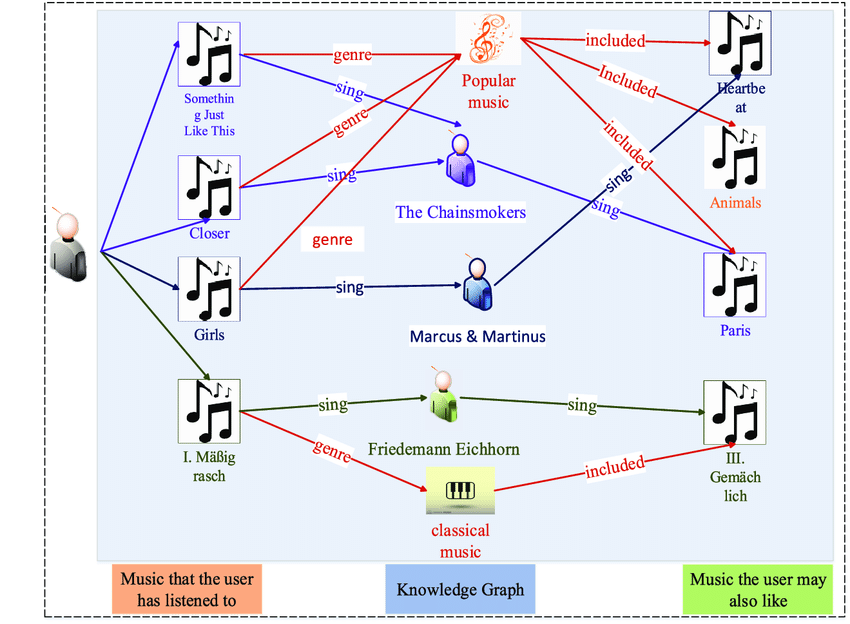 Somethin
g Just
Like This
genre
sing
Popular
music
included
Included
included
Heartbe
at
genre
sing
Closer
The Chainsmokers
sing
sing
Animals
genre
Girls
sing
Marcus & Martinus
Paris
I. Mäßig
rasch
sing
Friedemann Eichhorn
sing
III.
Gemäch
lich
genre
classical
music
included
Music that the user
has listened to
Knowledge Graph
Music the user may
also like